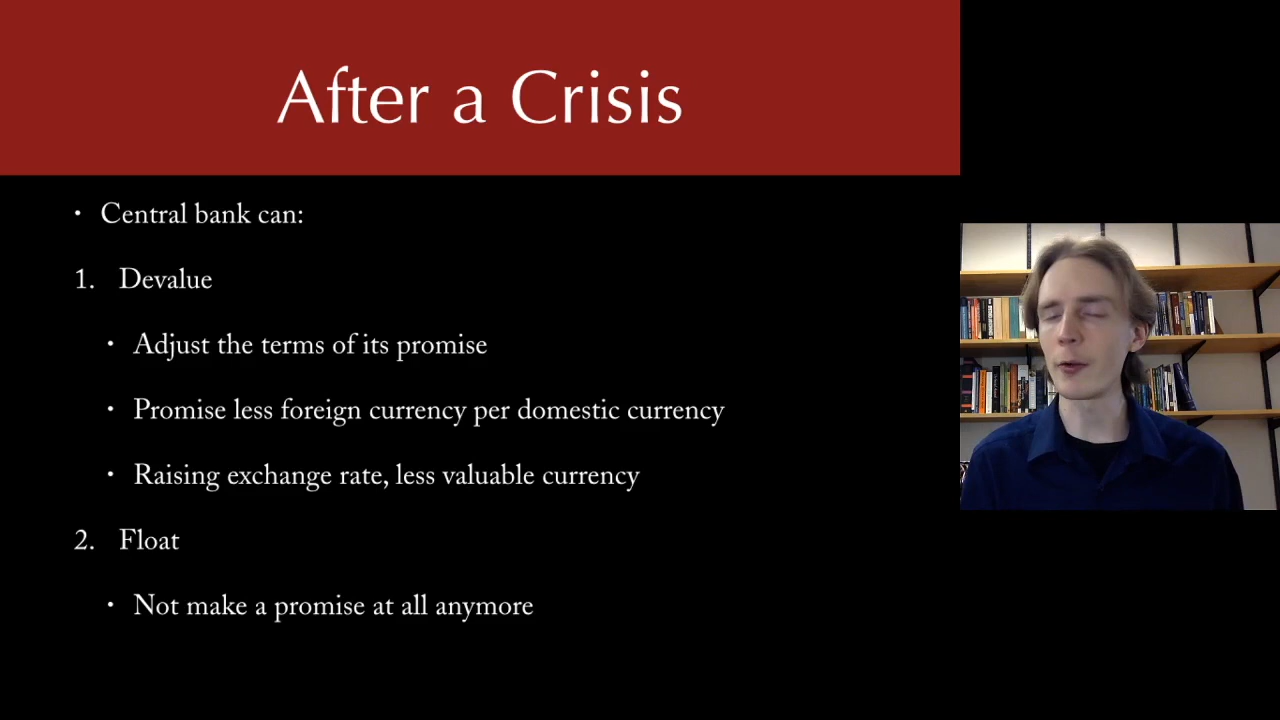 After a Crisis
• Central bank can:
1. Devalue
• Adjust the terms of its promise
• Promise less foreign currency per domestic currency
• Raising exchange rate, less valuable currency
2. Float
• Not make a promise at all anymore